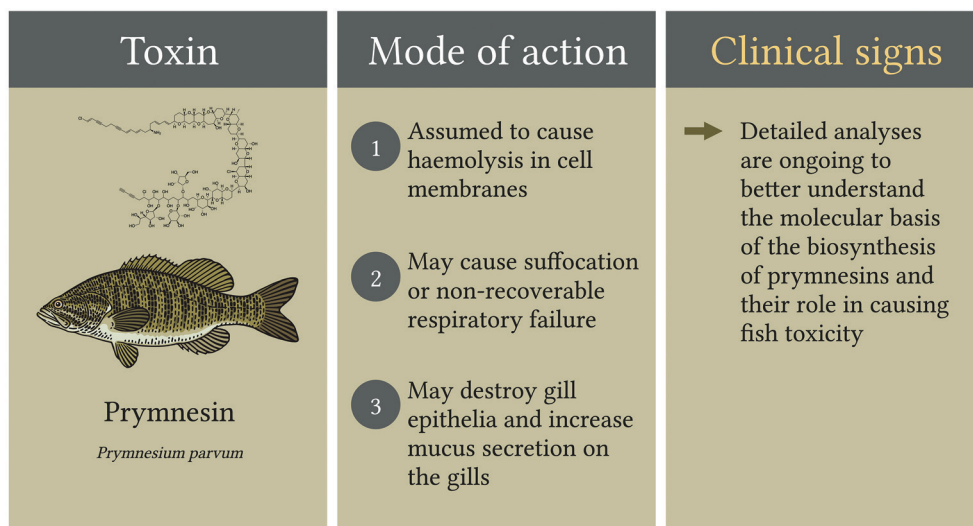 Toxin
Prymnesin
Prymnesium parvum
Mode of action
1
Assumed to cause
haemolysis in cell
membranes
2
May cause suffocation
or non-recoverable
respiratory failure
3
May destroy gill
epithelia and increase
mucus secretion on
the gills
Clinical signs
Detailed analyses
are ongoing to
better understand
the molecular basis
of the biosynthesis
of prymnesins and
their role in causing
fish toxicity